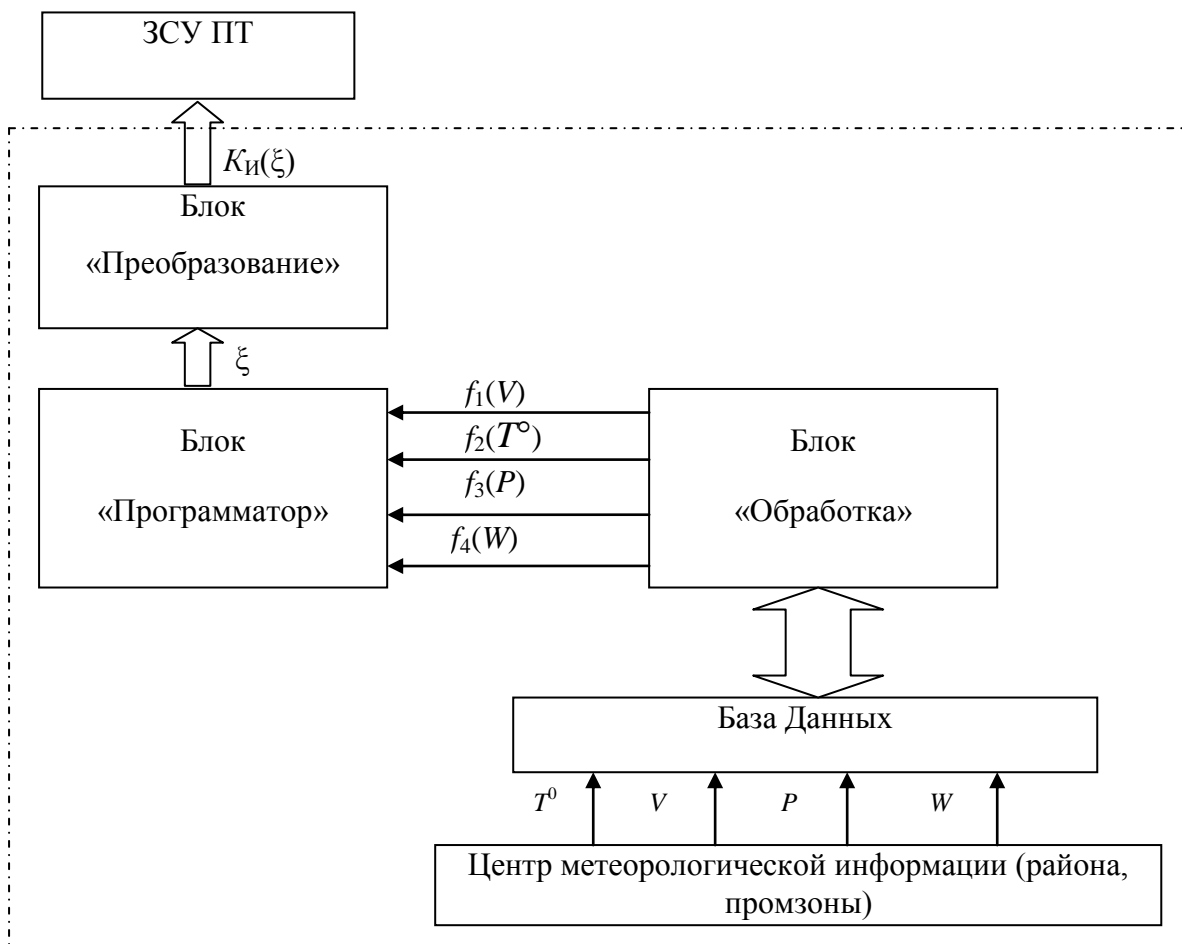 ЗСУ ПТ
KИ(ξ)
Блок
«Преобразование»
ξ
f1(V)
f2(T°)
f3(P)
f4(W)
Блок
«Программатор»
Блок
«Обработка»
База Данных
T0 V P W
Центр метеорологической информации (района,
промзоны)